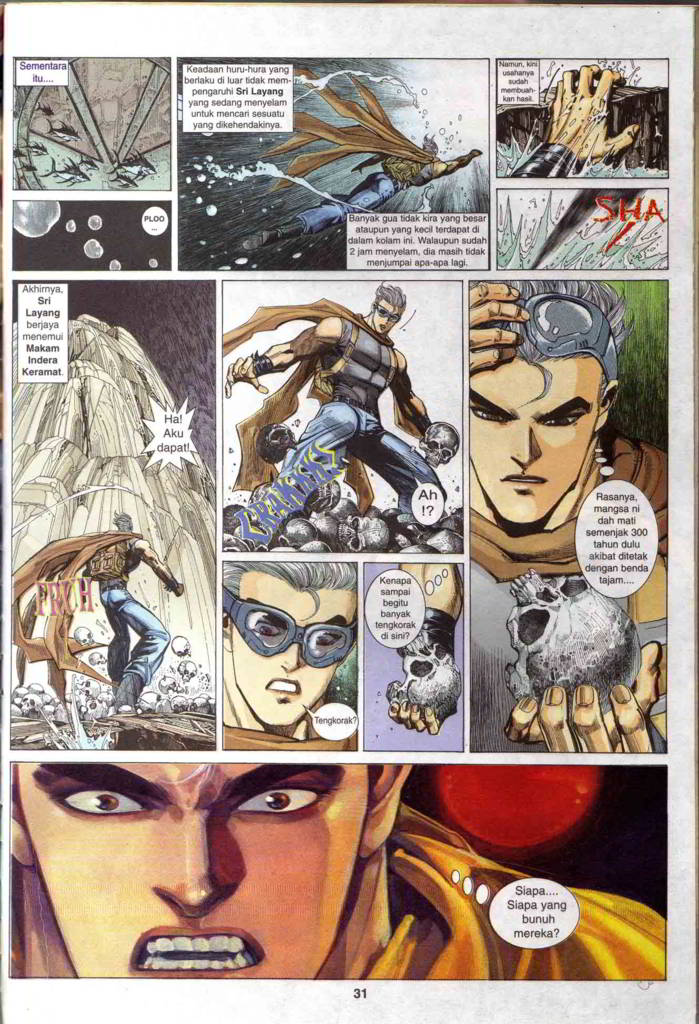 Sementara
itu....
Keadaan huru-hura yang
berlaku di luar tidak mem-
pengaruhi Sri Layang
yang sedang menyelam
untuk mencari sesuatu
yang dikehendakinya.
Namun, kini
usahanya
sudah
membuah-
kan hasil.
PLOO
...
Banyak gua tidak kira yang besar
ataupun yang kecil terdapat di
dalam kolam ini. Walaupun sudah
2 jam menyelam, dia masih tidak
menjumpai apa-apa lagi.
SHA
Akhirnya,
Sri
Layang
berjaya
menemui
Makam
Indera
Keramat.
Ha!
Aku
dapat!
Ah
!?
Rasanya,
mangsa ni
dah mati
semenjak 300
tahun dulu
akibat ditetak
dengan benda
tajam....
Tengkorak?
Kenapa
sampai
begitu
banyak
tengkorak
di sini?
Siapa....
Siapa yang
bunuh
mereka?
31